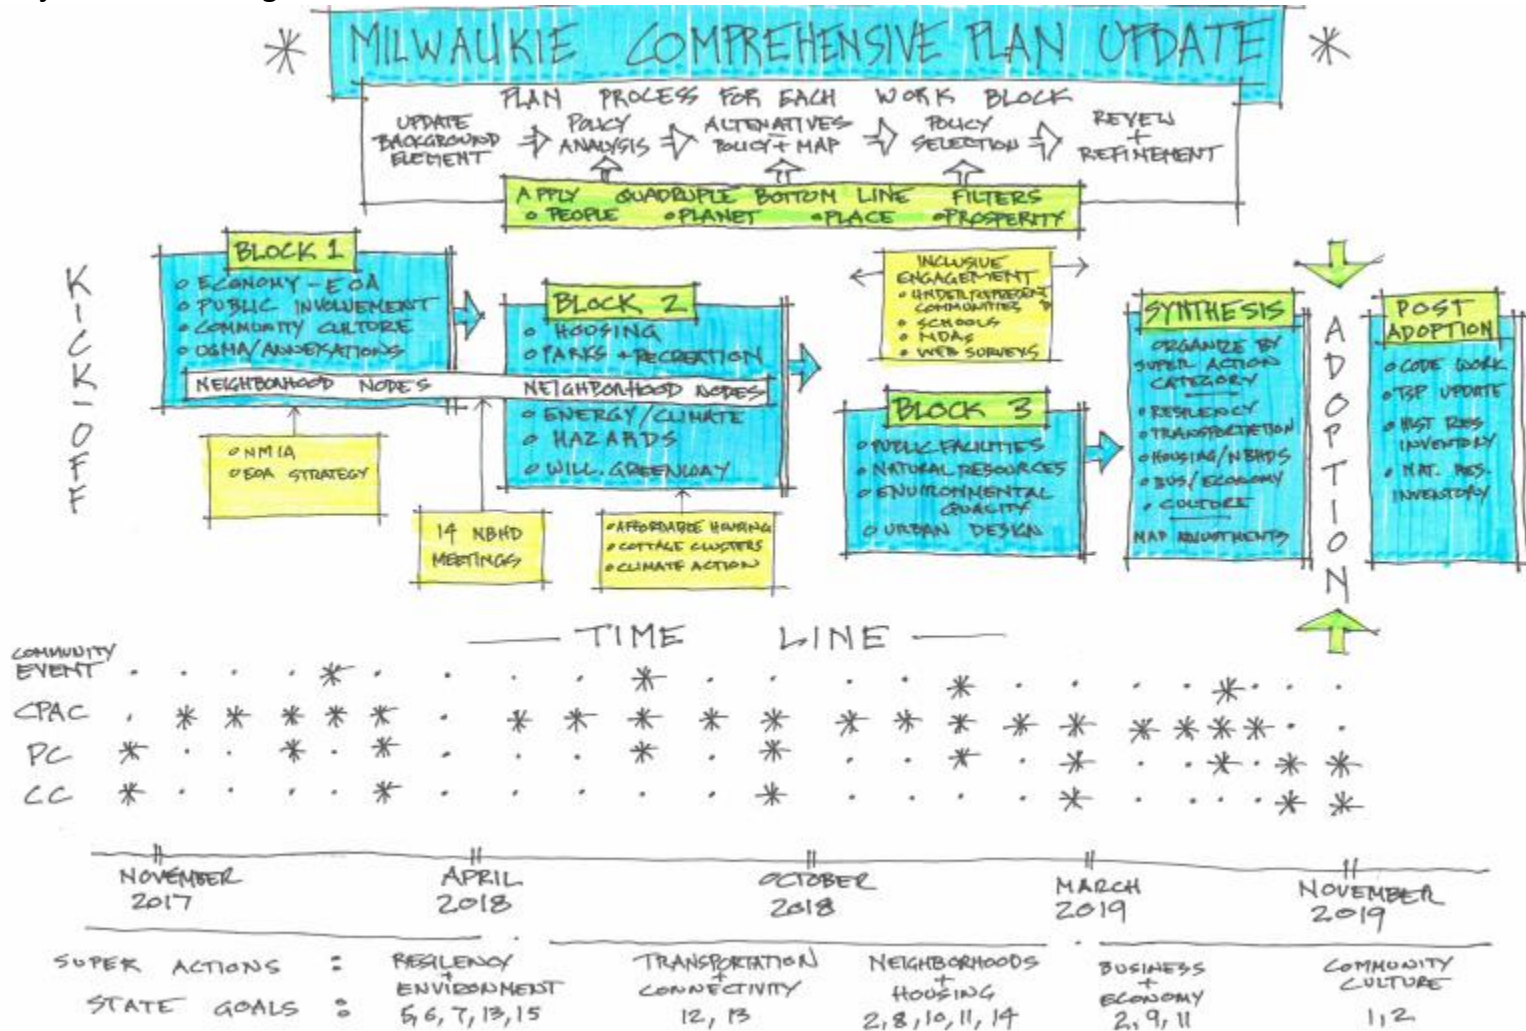 MILWAUKIE COMPREHENSIVE PLAN UPDATE
PLAN PROCESS FOR EACH WORK BLOCK
UPDATE
BACKGROUND
ELEMENT
POLICY
ANALYSIS
ALTENATIVES
POLICY + MAP
POLICY
SELECTION
REVIEW
+
REFINEMENT
APPLY QUADRUPLE BOTTOM LINE FILTERS
PEOPLE PLANET PLACE PROSPERITY
KICK-OFF
BLOCK 1
ECONOMY - EOA
PUBLIC INVOLVEMENT
COMMUNITY CULTURE
UGMA/ANNEXATIONS
NEIGHBORHOOD NODES
NMIA
EOA STRATEGY
14 NBHD
MEETINGS
BLOCK 2
HOUSING
PARKS + RECREATION
NEIGHBORHOOD NODES
ENERGY/CLIMATE
HAZARDS
WILL. GREENWAY
AFFORDABLE HOUSING
COTTAGE CLUSTERS
CLIMATE ACTION
INCLUSIVE
ENGAGEMENT
COMMUNITIES
SCHOOLS
NDAs
WEB SURVEYS
BLOCK 3
PUBLIC FACILITIES
NATURAL RESOURCES
ENVIRONMENTAL
QUALITY
URBAN DESIGN
SYNTHESIS
ORGANIZE BY
SUPER ACTION
CATEGORY
RESILENCY
TRANSPORTATION
HOUSING/NBHDS
BUS/ECONOMY
CULTURE
MAP ADJUSTMENTS
ADOPTION
POST
ADOPTION
CODE WORK
TSP UPDATE
HIST RES
INVENTORY
NAT. RES.
INVENTORY
TIME LINE
COMMUNITY
EVENT
CPAC
PC
CC
NOVEMBER
2017
APRIL
2018
OCTOBER
2018
MARCH
2019
NOVEMBER
2019
SUPER ACTIONS :
RESILENCY
+
ENVIRONMENT
TRANSPORTATION
+
CONNECTIVITY
NEIGHBORHOODS
+
HOUSING
BUSINESS
+
ECONOMY
COMMUNITY
CULTURE
STATE GOALS :
5, 6, 7, 13, 15
12, 13
2, 8, 10, 11, 14
2, 9, 11
1, 2